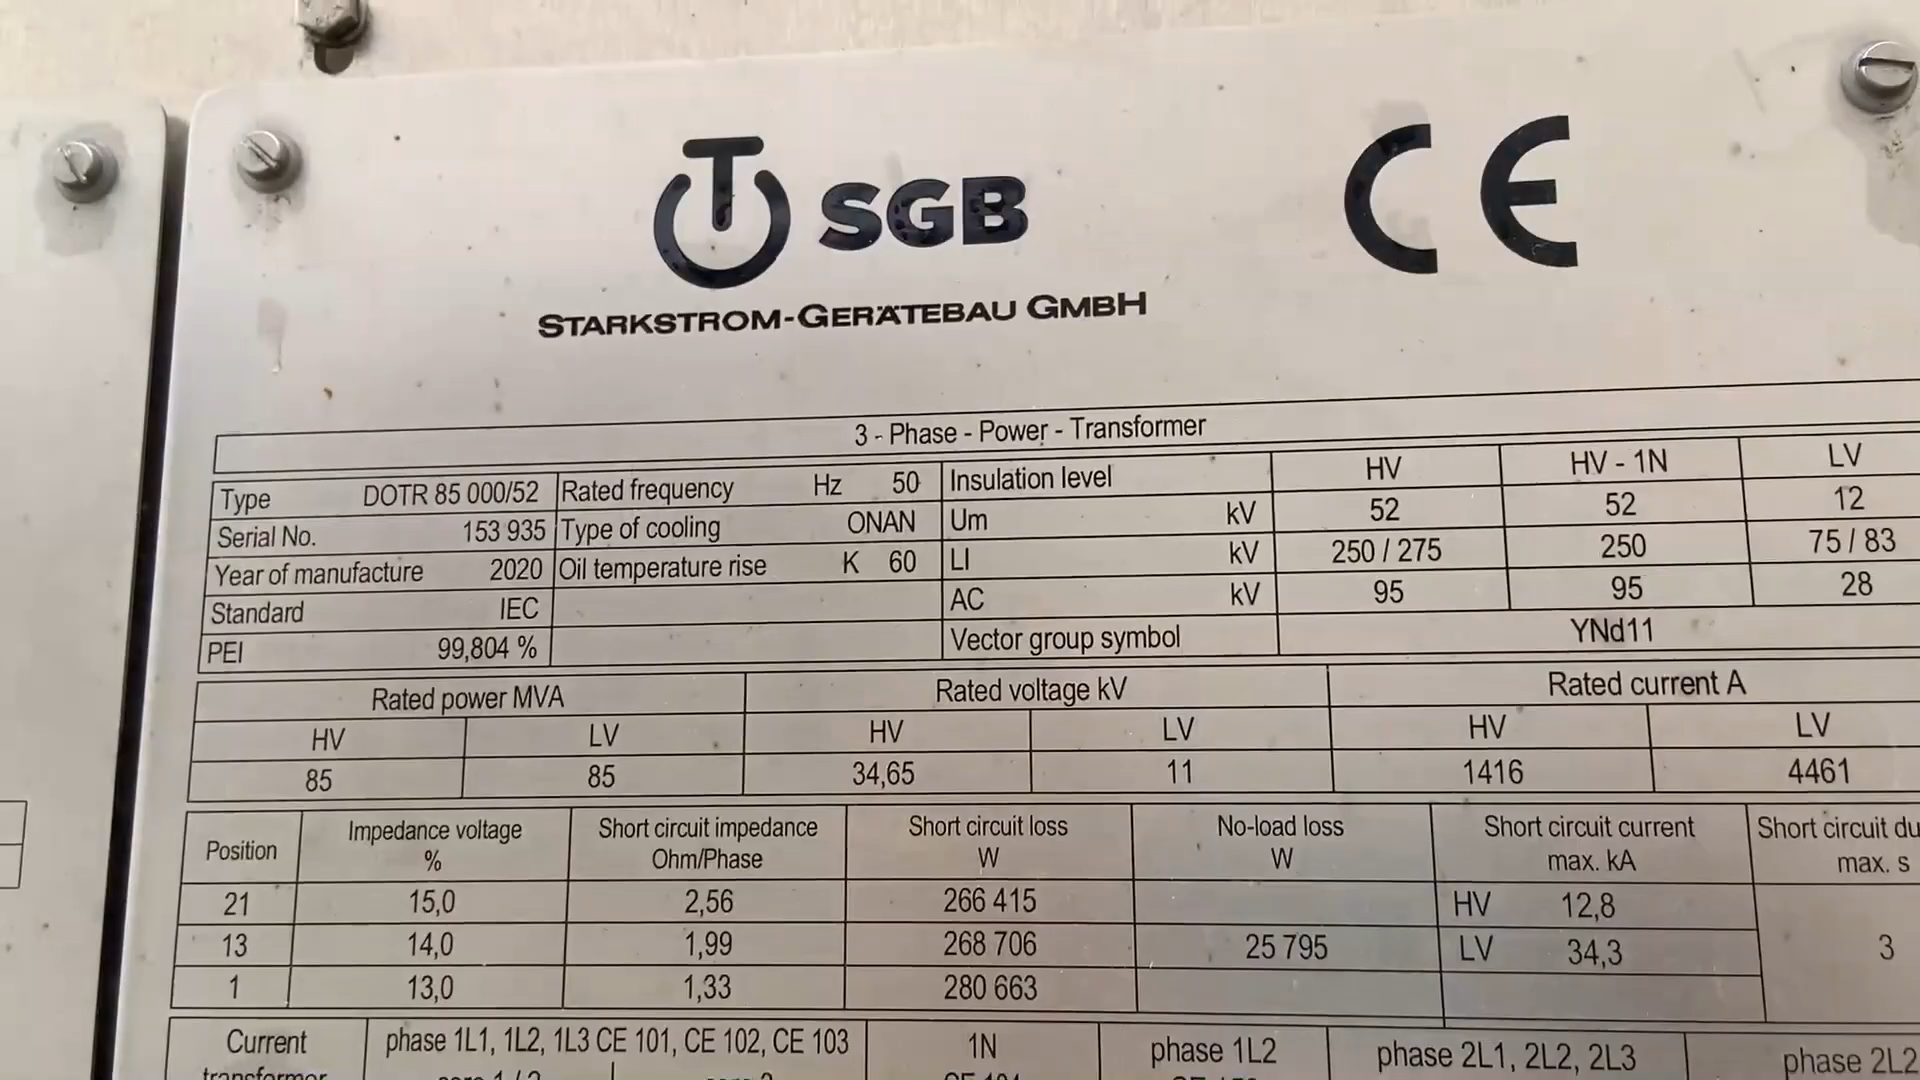 SGB
CE
STARKSTROM-GERÄTEBAU GMBH
3 - Phase - Power - Transformer
Type DOTR 85 000/52 Rated frequency Hz 50 Insulation level HV HV - 1N LV
Serial No. 153 935 Type of cooling ONAN Um kV 52 52 12
Year of manufacture 2020 Oil temperature rise K 60 LI kV 250 / 275 250 75 / 83
Standard IEC AC kV 95 95 28
PEI 99,804 % Vector group symbol YNd11
Rated power MVA Rated voltage kV Rated current A
HV LV HV LV HV LV
85 85 34,65 11 1416 4461
Position Impedance voltage % Short circuit impedance Ohm/Phase Short circuit loss W No-load loss W Short circuit current max. kA Short circuit du max. s
21 15,0 2,56 266 415 HV 12,8
13 14,0 1,99 268 706 25 795 LV 34,3 3
1 13,0 1,33 280 663
Current phase 1L1, 1L2, 1L3 CE 101, CE 102, CE 103 1N phase 1L2 phase 2L1, 2L2, 2L3 phase 2L2
transformer